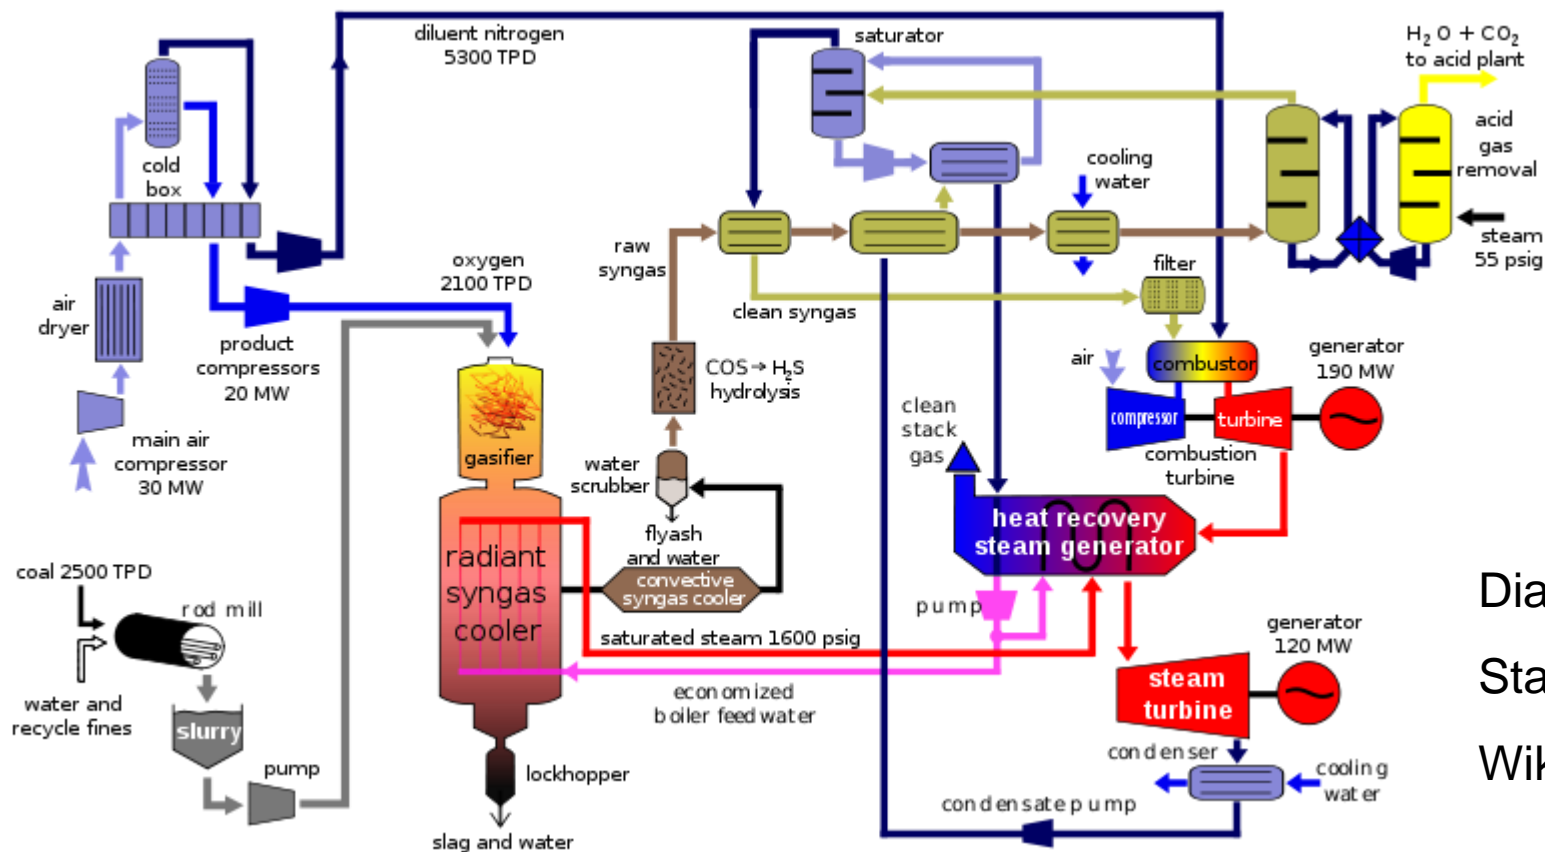 diluent nitrogen
5300 TPD
saturator
H₂O + CO₂
to acid plant
cold
box
cooling
water
acid
gas
removal
steam
55 psig
raw
syngas
oxygen
2100 TPD
filter
clean syngas
air
dryer
product
compressors
20 MW
COS → H₂S
hydrolysis
air
combustor
generator
190 MW
compressor
turbine
combustion
turbine
clean
stack
gas
main air
compressor
30 MW
gasifier
water
scrubber
flyash
and water
heat recovery
steam generator
radiant
syngas
cooler
convective
syngas cooler
coal 2500 TPD
rod mill
pump
saturated steam 1600 psig
generator
120 MW
economized
boiler feed water
steam
turbine
water and
recycle fines
slurry
pump
lockhopper
slag and water
condenser
cooling
water
condensate pump
Dia
Sta
Wik